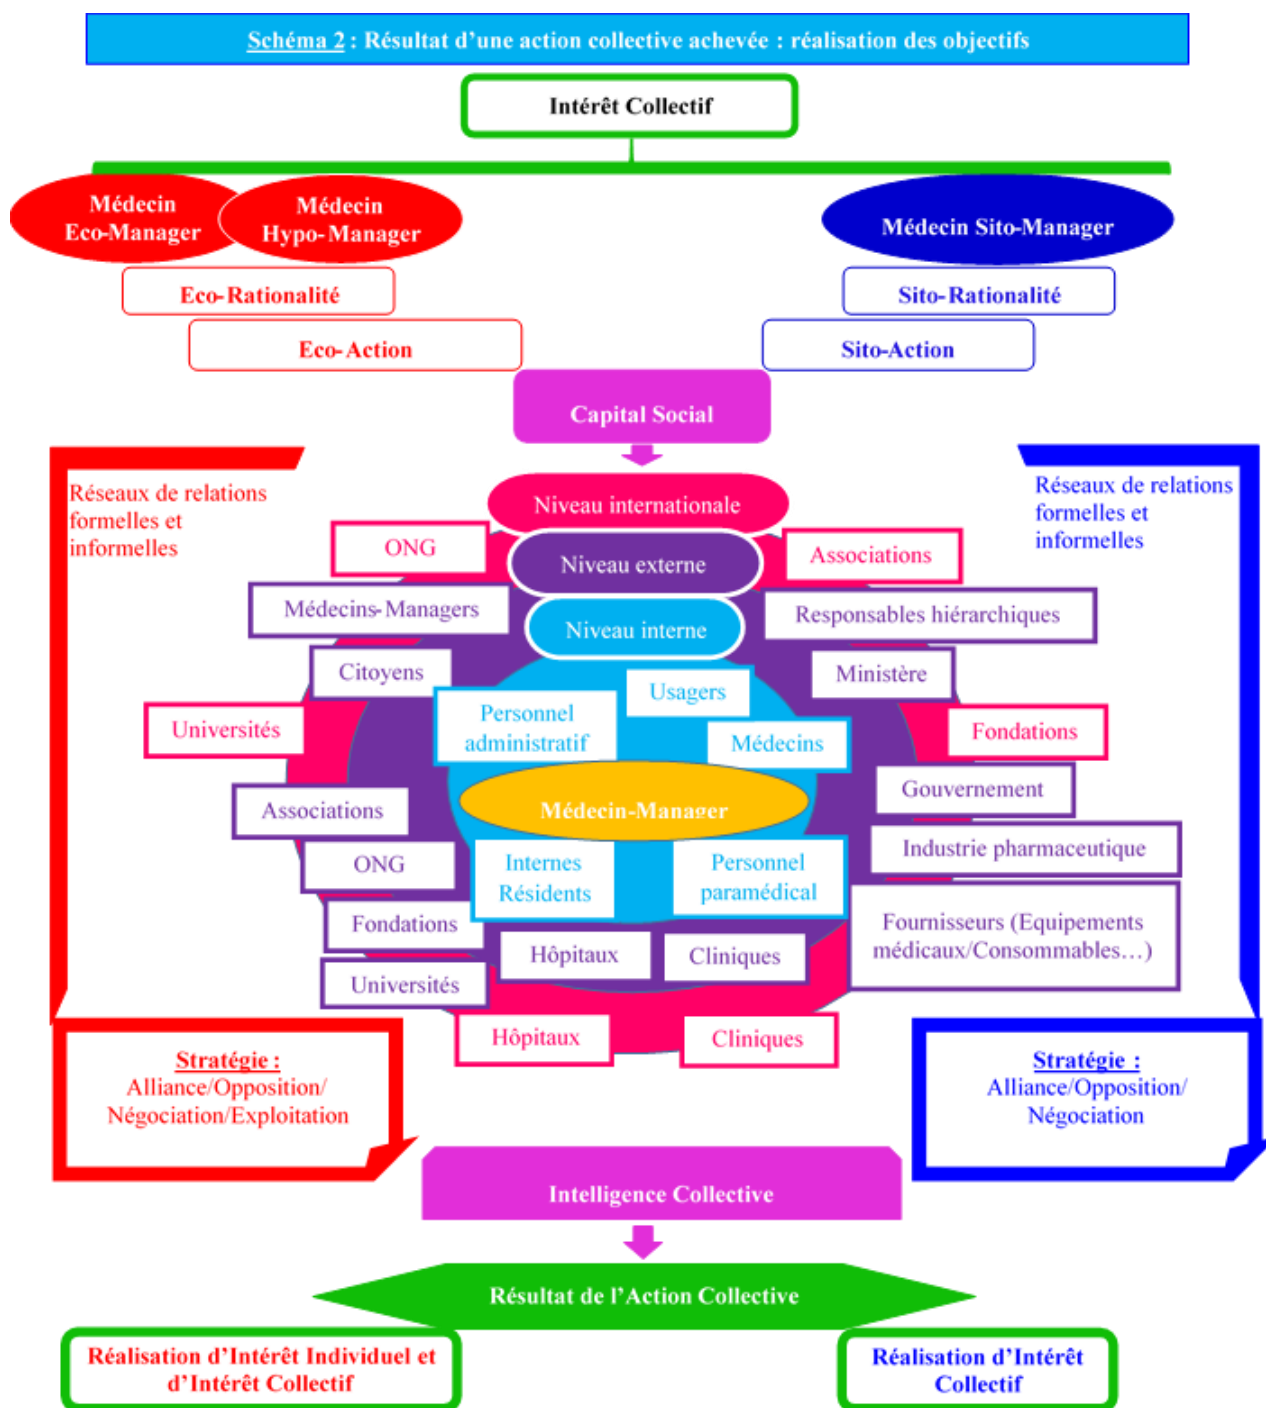 Schéma 2 : Résultat d'une action collective achevée : réalisation des objectifs
Intérêt Collectif
Médecin
Eco-Manager
Médecin
Hypo-Manager
Médecin Sito-Manager
Eco-Rationalité
Sito-Rationalité
Eco-Action
Sito-Action
Capital Social
Réseaux de relations
formelles et
informelles
Réseaux de relations
formelles et
informelles
Niveau internationale
ONG
Niveau externe
Associations
Médecins-Managers
Responsables hiérarchiques
Niveau interne
Citoyens
Ministère
Usagers
Personnel
administratif
Universités
Médecins
Fondations
Gouvernement
Associations
Médecin-Manager
Industrie pharmaceutique
ONG
Internes
Résidents
Personnel
paramédical
Fondations
Fournisseurs (Equipements
médicaux/Consommables…)
Hôpitaux
Cliniques
Universités
Hôpitaux
Cliniques
Stratégie :
Alliance/Opposition/
Négociation/Exploitation
Stratégie :
Alliance/Opposition/
Négociation
Intelligence Collective
Résultat de l'Action Collective
Réalisation d'Intérêt Individuel et
d'Intérêt Collectif
Réalisation d'Intérêt
Collectif